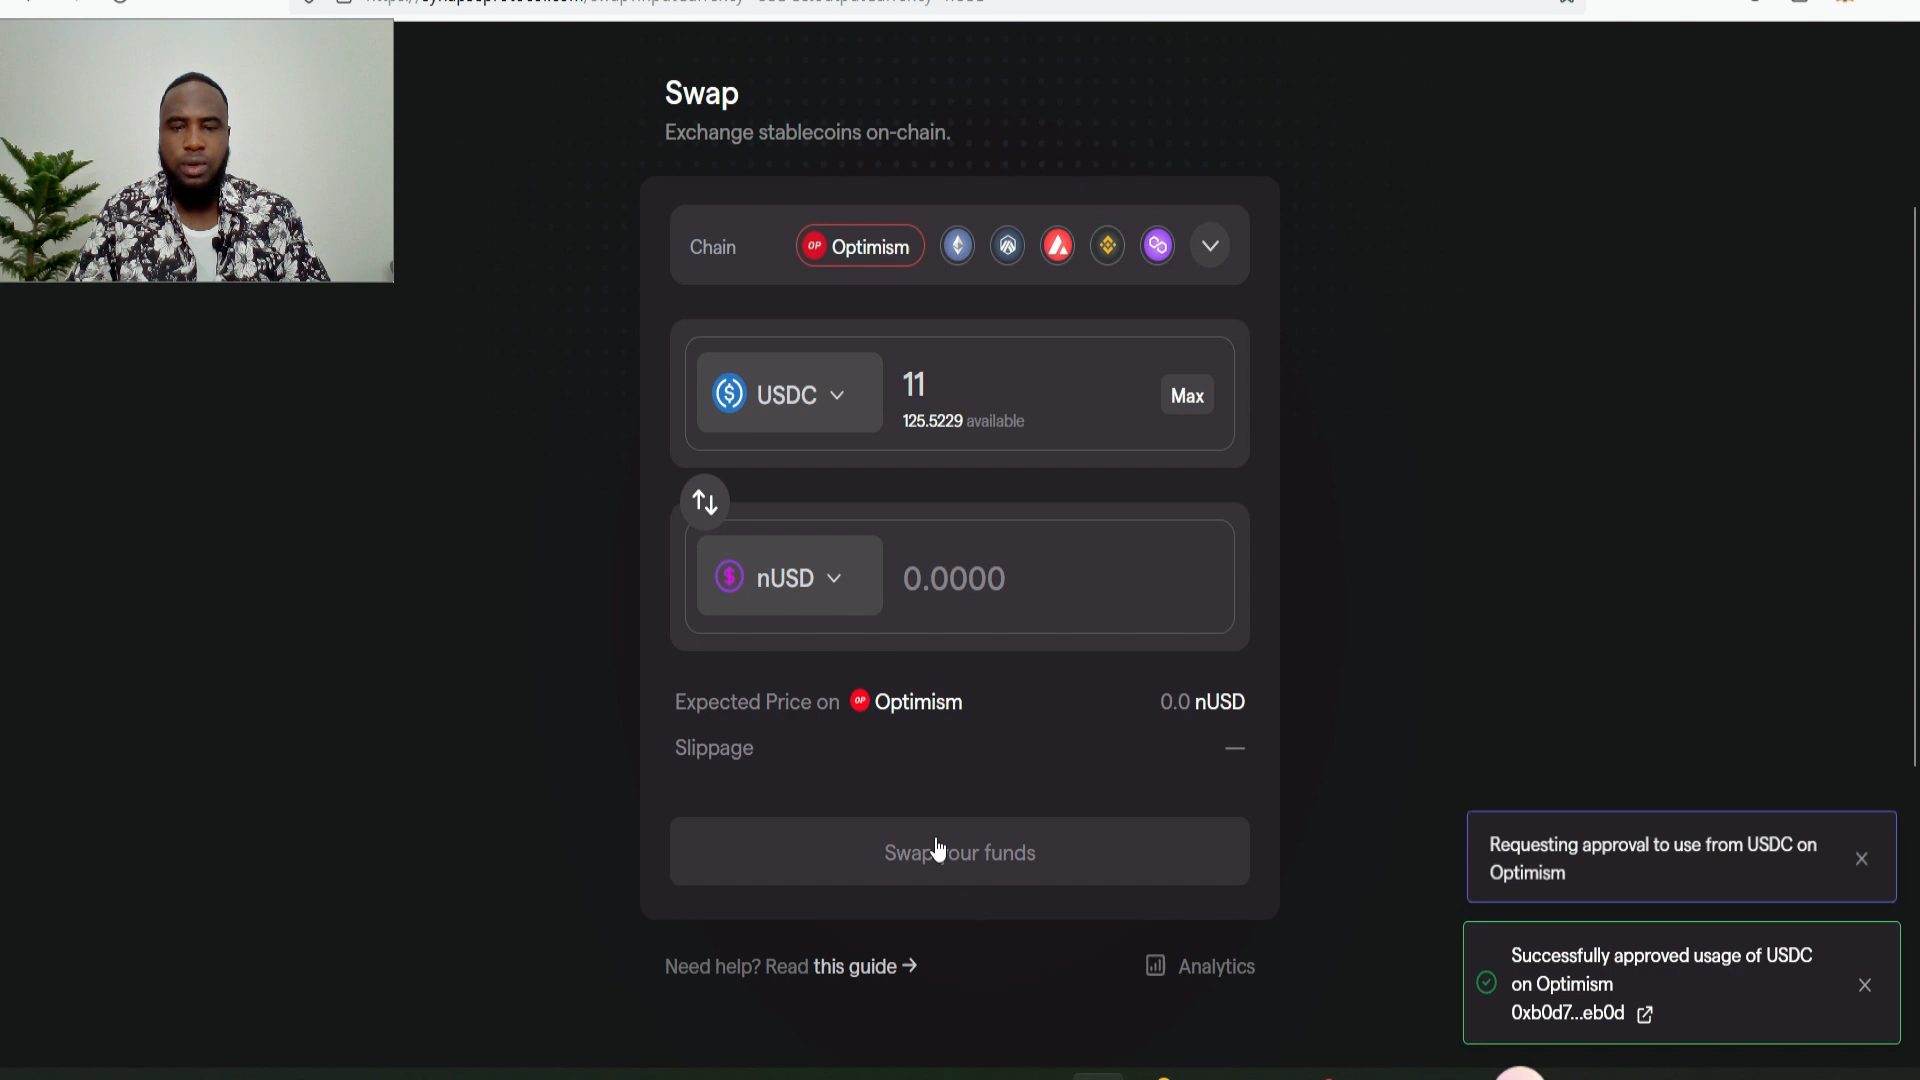 Swap
Exchange stablecoins on-chain.
Chain
OP Optimism
USDC
11
125.5229 available
Max
$ nUSD
0.0000
Expected Price on OP Optimism
0.0 nUSD
Slippage
—
Swap your funds
Need help? Read this guide →
Analytics
Requesting approval to use from USDC on
Optimism
Successfully approved usage of USDC
on Optimism
0xb0d7...eb0d